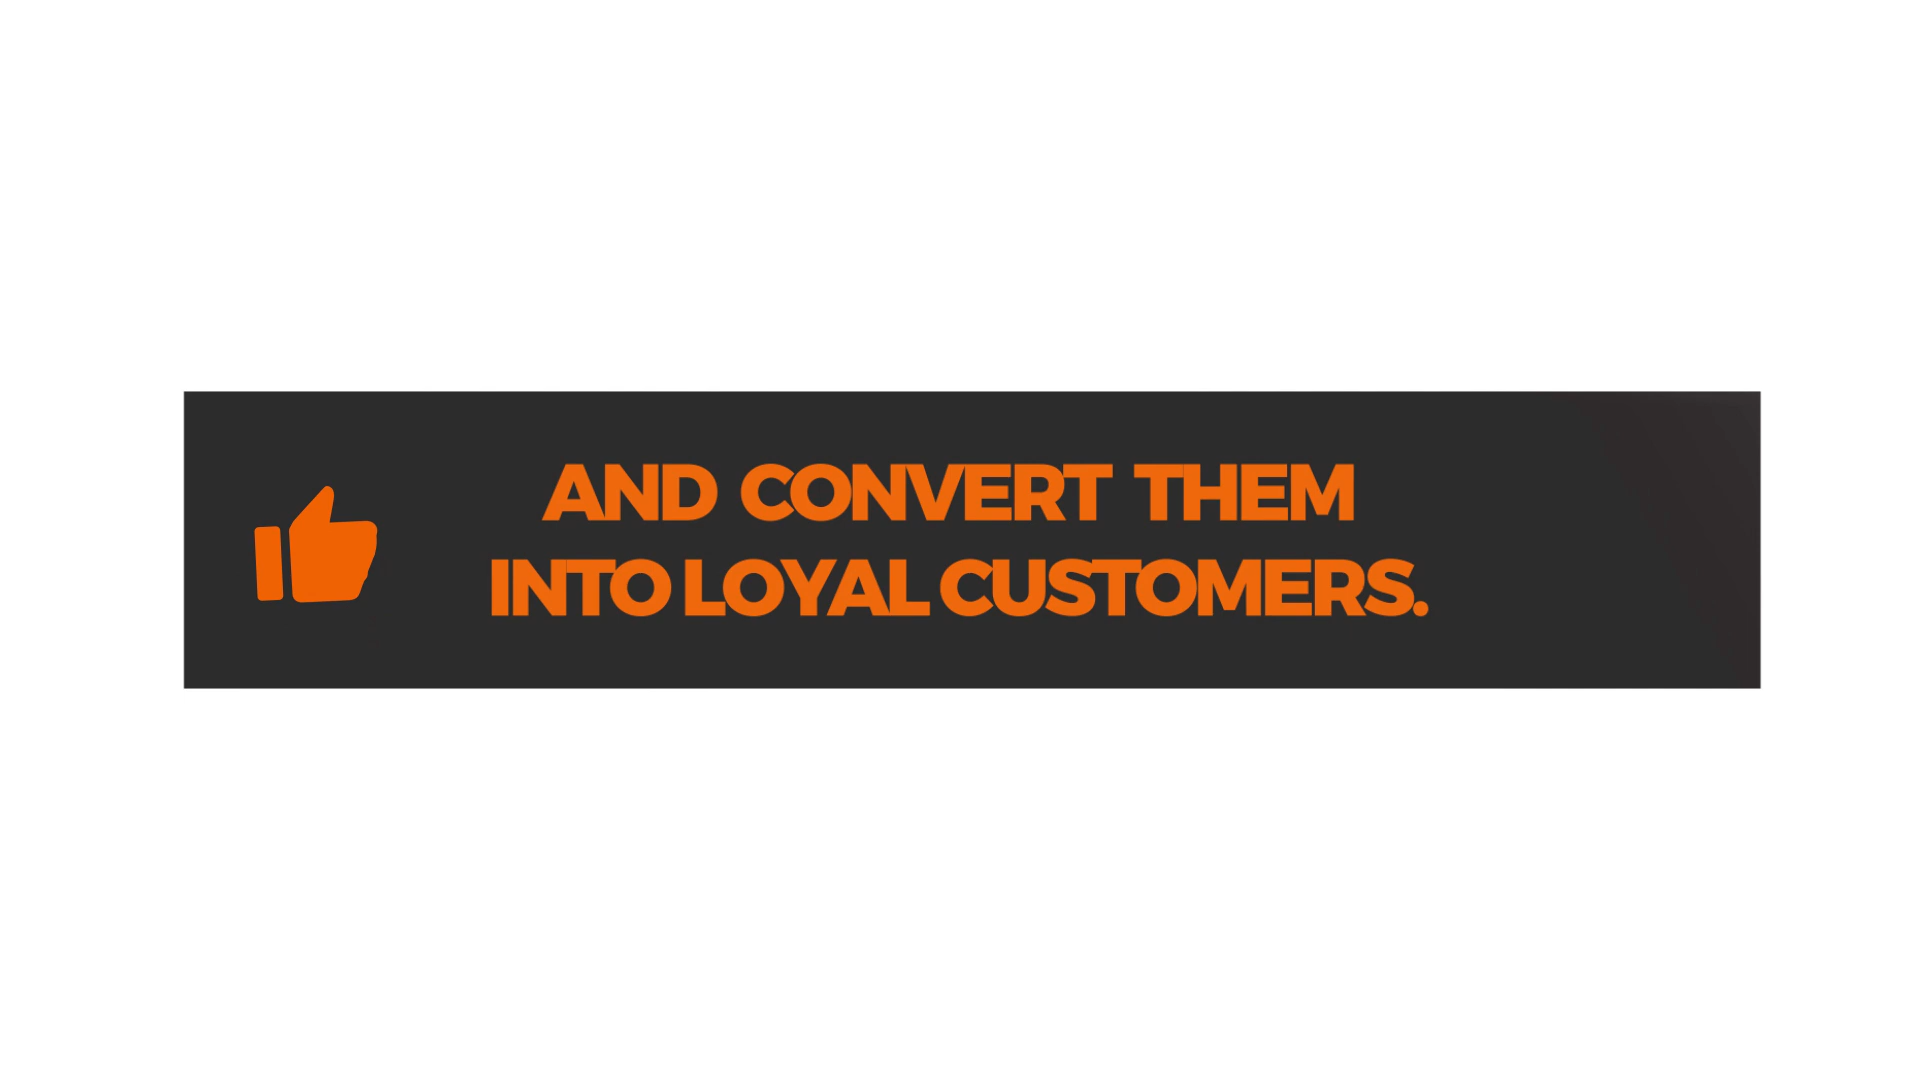 AND CONVERT THEM
INTO LOYAL CUSTOMERS.